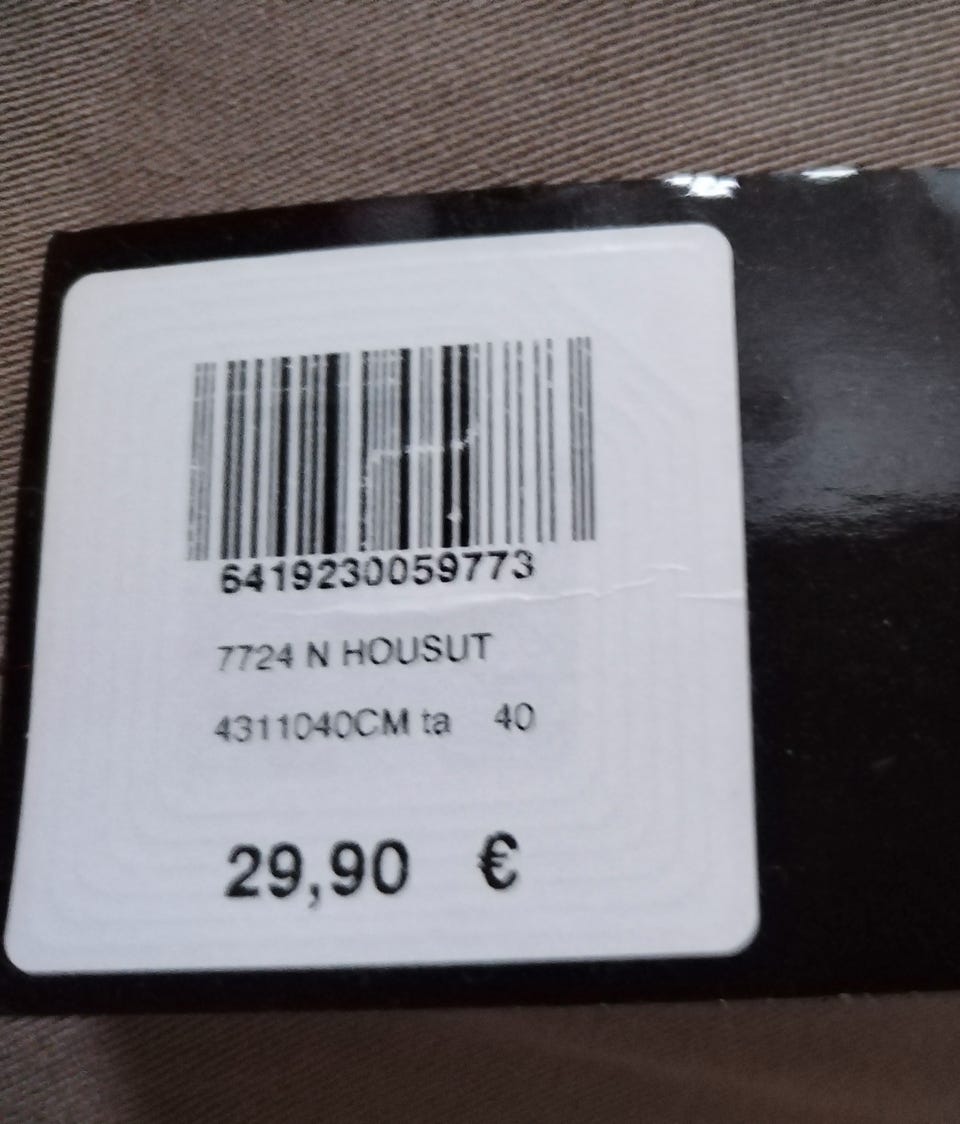 6419230059773
7724 N HOUSUT
4311040CM ta 40
29,90 €